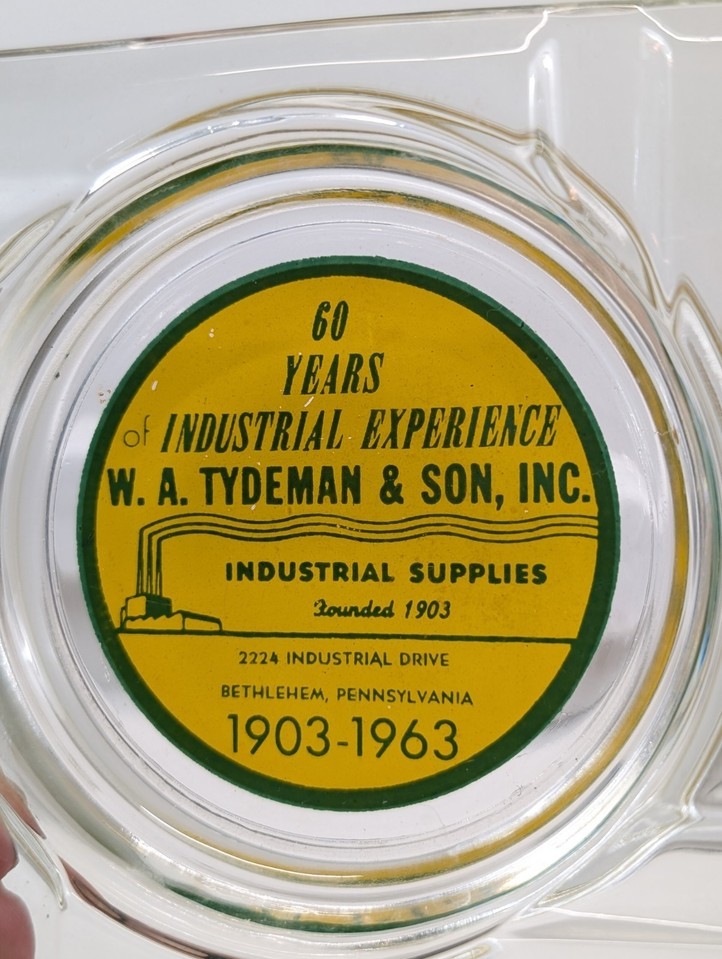 60
YEARS
of INDUSTRIAL EXPERIENCE
W. A. TYDEMAN & SON, INC.
INDUSTRIAL SUPPLIES
Founded 1903
2224 INDUSTRIAL DRIVE
BETHLEHEM, PENNSYLVANIA
1903-1963